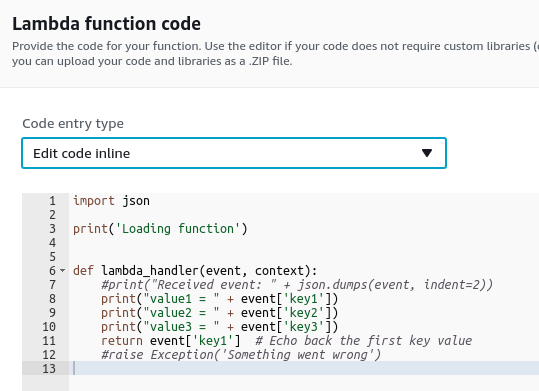 Lambda function code
Provide the code for your function. Use the editor if your code does not require custom libraries (
you can upload your code and libraries as a .ZIP file.
Code entry type
Edit code inline
1 import json
2
3 print('Loading function')
4
5
6 def lambda_handler(event, context):
7 #print("Received event: " + json.dumps(event, indent=2))
8 print("value1 = " + event['key1'])
9 print("value2 = " + event['key2'])
10 print("value3 = " + event['key3'])
11 return event['key1']  # Echo back the first key value
12 #raise Exception('Something went wrong')
13